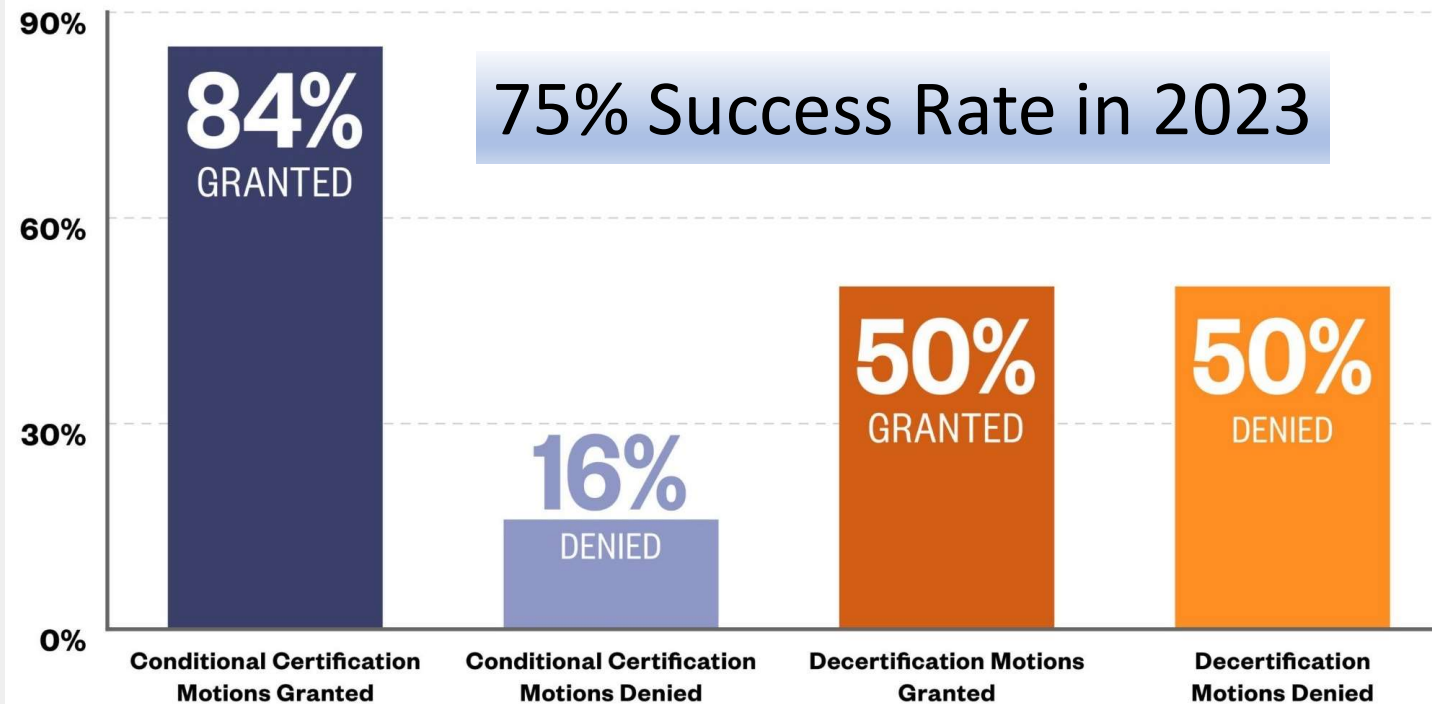 90%
84%
GRANTED
75% Success Rate in 2023
60%
50%
GRANTED
50%
DENIED
30%
16%
DENIED
0%
Conditional Certification
Motions Granted
Conditional Certification
Motions Denied
Decertification Motions
Granted
Decertification
Motions Denied